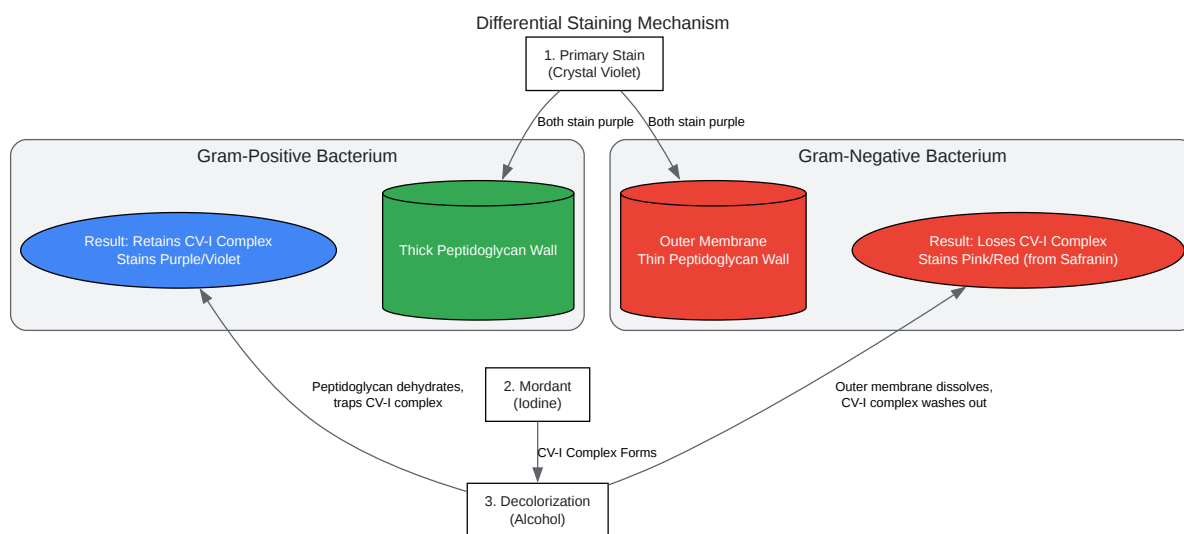 Differential Staining Mechanism
1. Primary Stain
(Crystal Violet)
Both stain purple
Both stain purple
Gram-Positive Bacterium
Gram-Negative Bacterium
Result: Retains CV-I Complex
Stains Purple/Violet
Thick Peptidoglycan Wall
Outer Membrane
Thin Peptidoglycan Wall
Result: Loses CV-I Complex
Stains Pink/Red (from Safranin)
Peptidoglycan dehydrates,
traps CV-I complex
2. Mordant
(Iodine)
Outer membrane dissolves,
CV-I complex washes out
CV-I Complex Forms
3. Decolorization
(Alcohol)